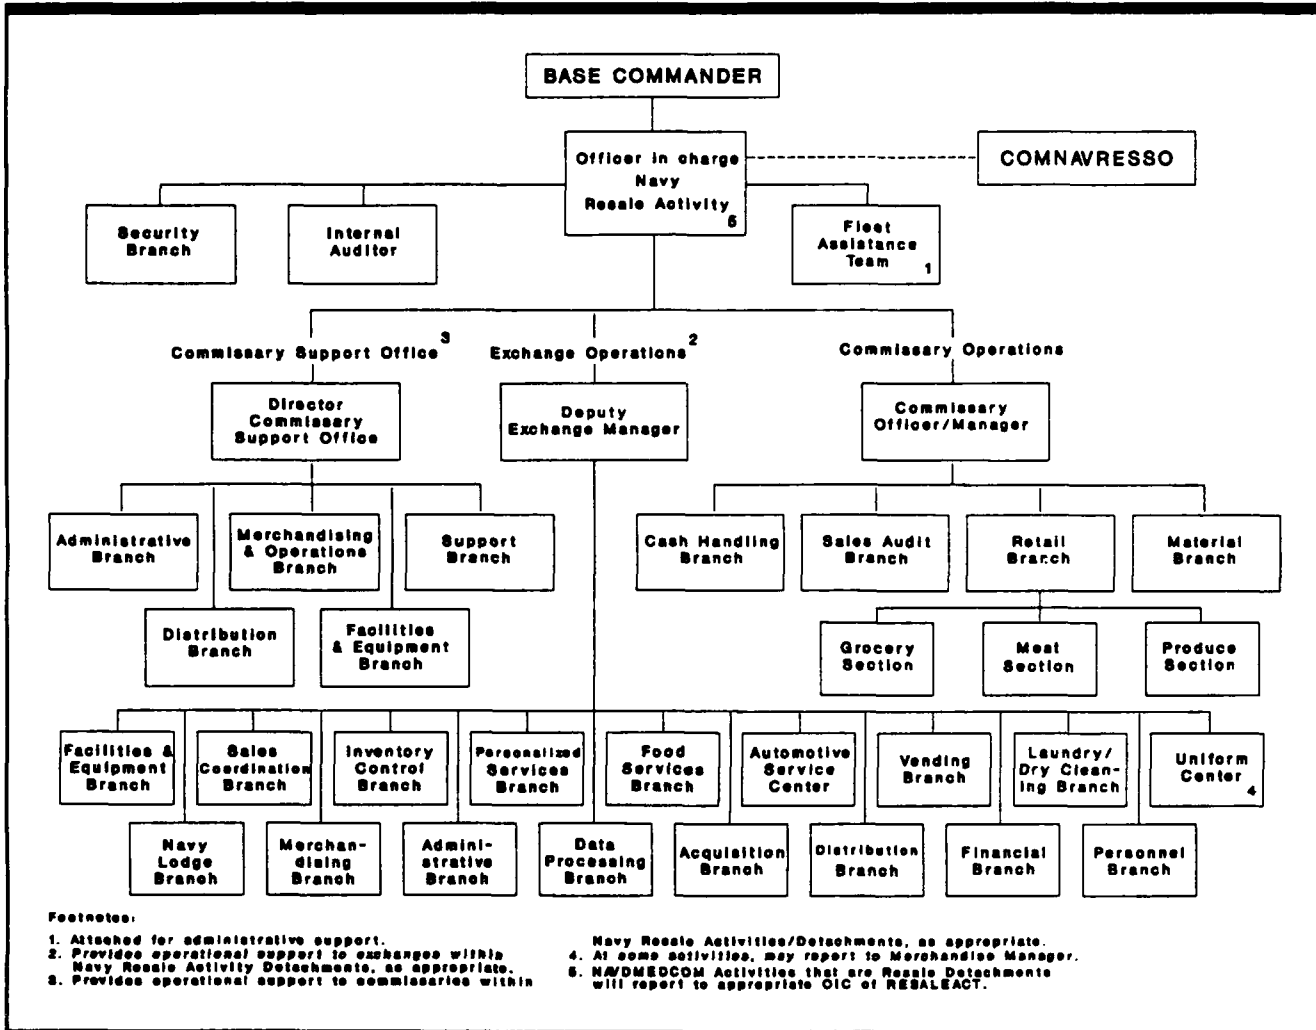 BASE COMMANDER
Officer in charge
Navy
Resale Activity
5
COMNAVRESSO
Security
Branch
Internal
Auditor
Fleet
Assistance
Team
1
Commissary Support Office 3
Exchange Operations 2
Commissary Operations
Director
Commissary
Support Office
Deputy
Exchange Manager
Commissary
Officer/Manager
Administrative
Branch
Merchandising
& Operations
Branch
Support
Branch
Cash Handling
Branch
Sales Audit
Branch
Retail
Branch
Material
Branch
Distribution
Branch
Facilities
& Equipment
Branch
Grocery
Section
Meat
Section
Produce
Section
Facilities &
Equipment
Branch
Sales
Coordination
Branch
Inventory
Control
Branch
Personalized
Services
Branch
Food
Services
Branch
Automotive
Service
Center
Vending
Branch
Laundry/
Dry Clean-
ing Branch
Uniform
Center
4
Navy
Lodge
Branch
Merchan-
dising
Branch
Admini-
strative
Branch
Data
Processing
Branch
Acquisition
Branch
Distribution
Branch
Financial
Branch
Personnel
Branch
Footnotes:
1. Attached for administrative support.
2. Provides operational support to exchanges within
Navy Resale Activity Detachments, as appropriate.
3. Provides operational support to commissaries within
Navy Resale Activities/Detachments, as appropriate.
4. At some activities, may report to Merchandise Manager.
5. NAVDMEDCOM Activities that are Resale Detachments
will report to appropriate OIC of RESALEACT.